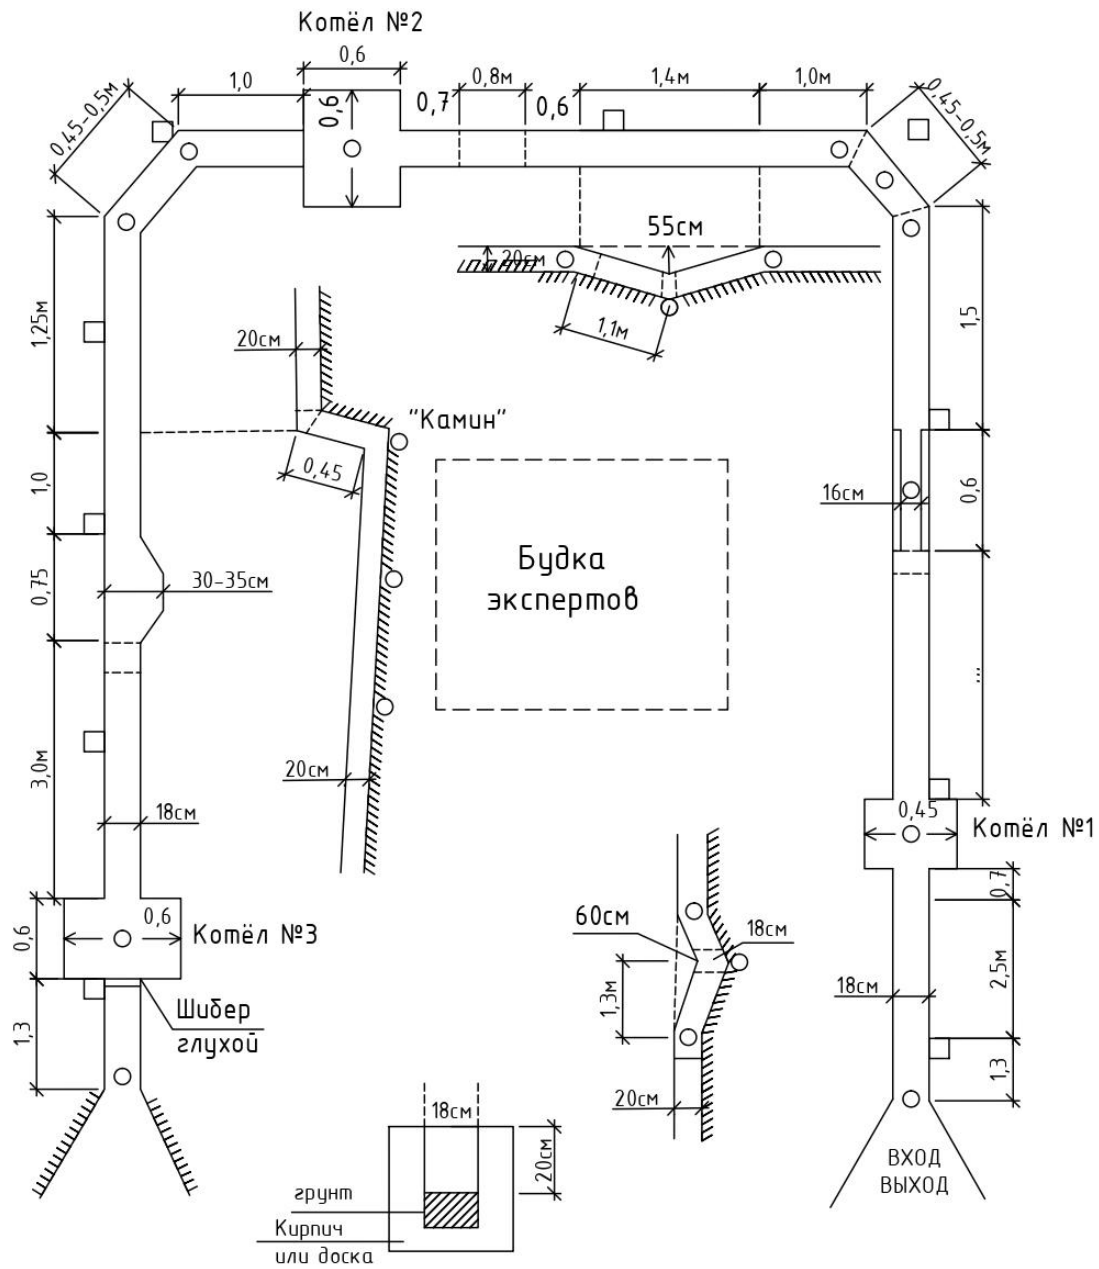 Котёл №2
0,6
1,0
0,8м
1,4м
1,0м
0,45-0,5м
0,6
0,7
0,6
0,45-0,5м
55см
20см
1,1м
1,25м
20см
1,5
"Камин"
0,45
1,0
16см
0,6
Будка
экспертов
0,75
30-35см
...
3,0м
20см
18см
0,45
Котёл №1
0,7
0,6
0,6
Котёл №3
60см
18см
2,5м
1,3м
18см
Шибер
глухой
1,3
1,3
20см
18см
20см
ВХОД
ВЫХОД
грунт
Кирпич
или доска